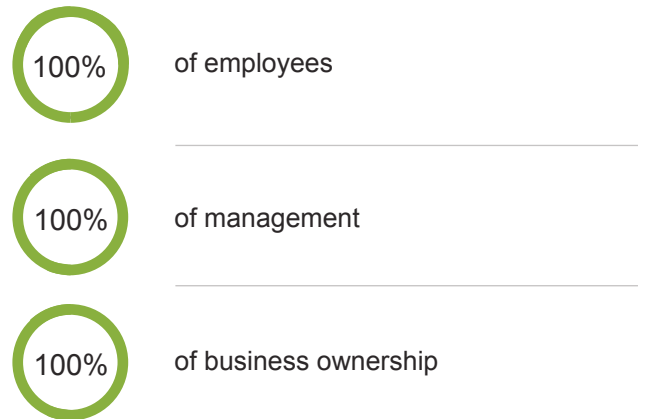 100% of employees
100% of management
100% of business ownership